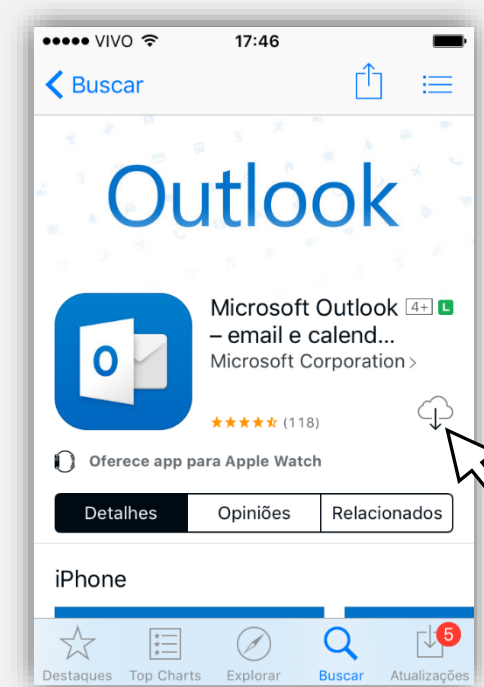 VIVO 17:46
Buscar
Outlook
Microsoft Outlook 4+ L
– email e calend...
Microsoft Corporation >
(118)
Oferece app para Apple Watch
Detalhes Opiniões Relacionados
iPhone
5
Destaques Top Charts Explorar Buscar Atualizações